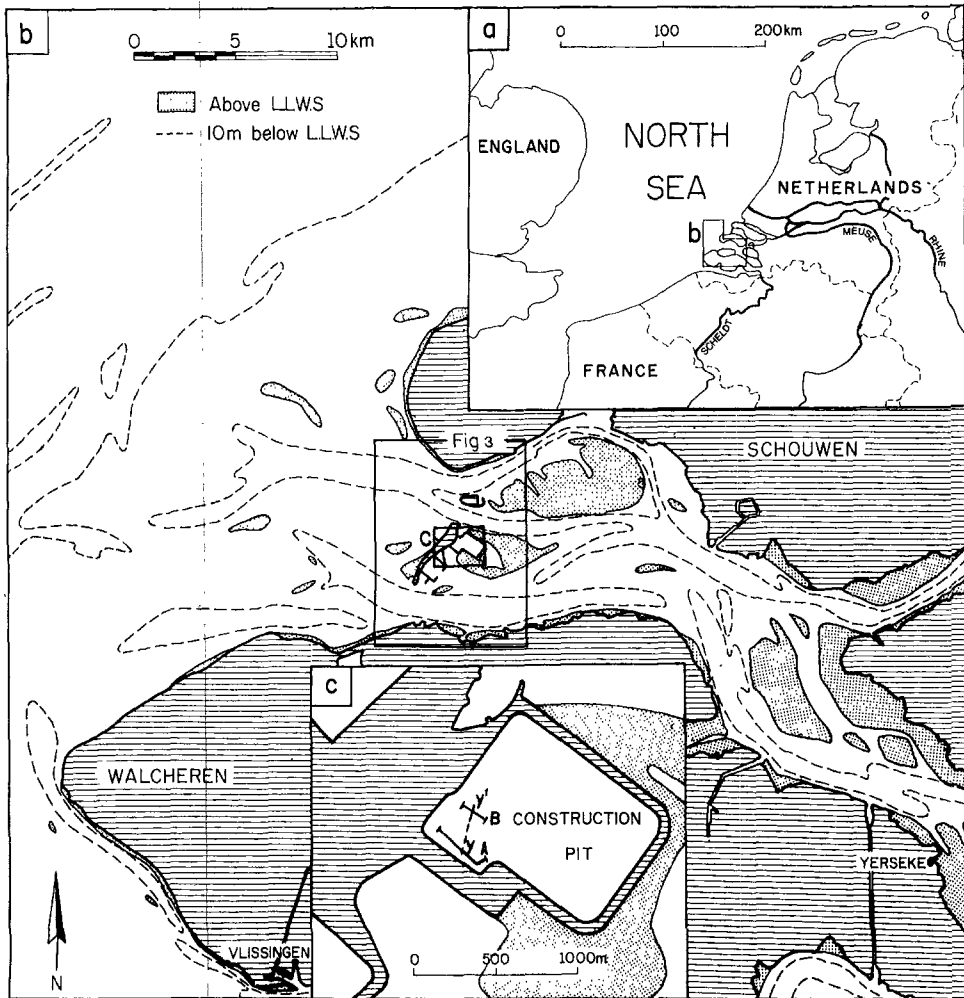 b
0 5 10km
Above L.L.W.S
10m below L.L.W.S
a
0 100 200km
ENGLAND
NORTH
SEA
NETHERLANDS
b
MEUSE
RHINE
SCHELDT
FRANCE
Fig 3
SCHOUWEN
C
C
WALCHEREN
y'
B CONSTRUCTION
PIT
y
A
YERSEKE
0 500 1000m
VLISSINGEN
N